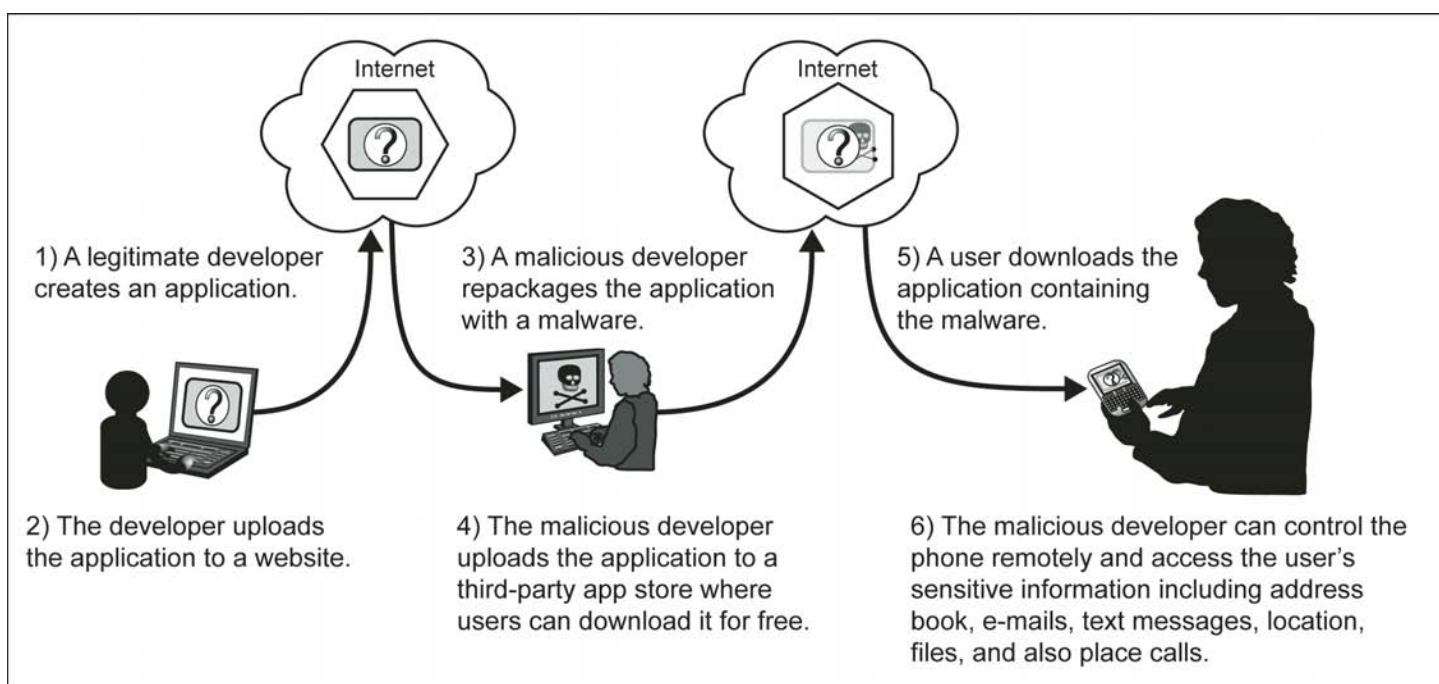 Internet
Internet
1) A legitimate developer
creates an application.
3) A malicious developer
repackages the application
with a malware.
5) A user downloads the
application containing
the malware.
2) The developer uploads
the application to a website.
4) The malicious developer
uploads the application to a
third-party app store where
users can download it for free.
6) The malicious developer can control the
phone remotely and access the user's
sensitive information including address
book, e-mails, text messages, location,
files, and also place calls.